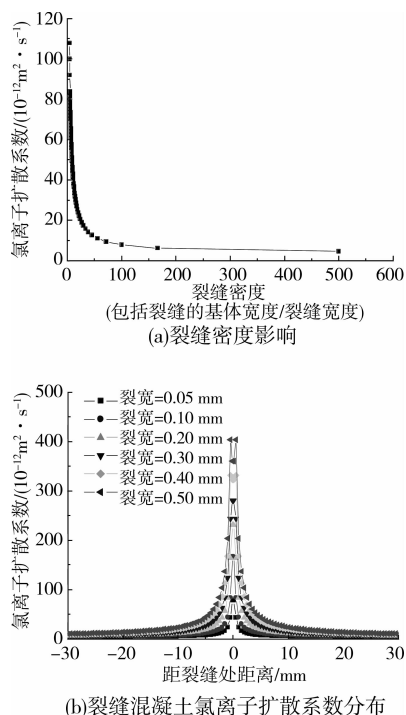 120
100
80
60
40
20
0
氯离子扩散系数/(10⁻¹²m²·s⁻¹)
0 100 200 300 400 500 600
裂缝密度
(包括裂缝的基体宽度/裂缝宽度)
(a)裂缝密度影响
500
400
300
200
100
0
氯离子扩散系数/(10⁻¹²m²·s⁻¹)
裂宽=0.05 mm
裂宽=0.10 mm
裂宽=0.20 mm
裂宽=0.30 mm
裂宽=0.40 mm
裂宽=0.50 mm
-30 -20 -10 0 10 20 30
距裂缝处距离/mm
(b)裂缝混凝土氯离子扩散系数分布